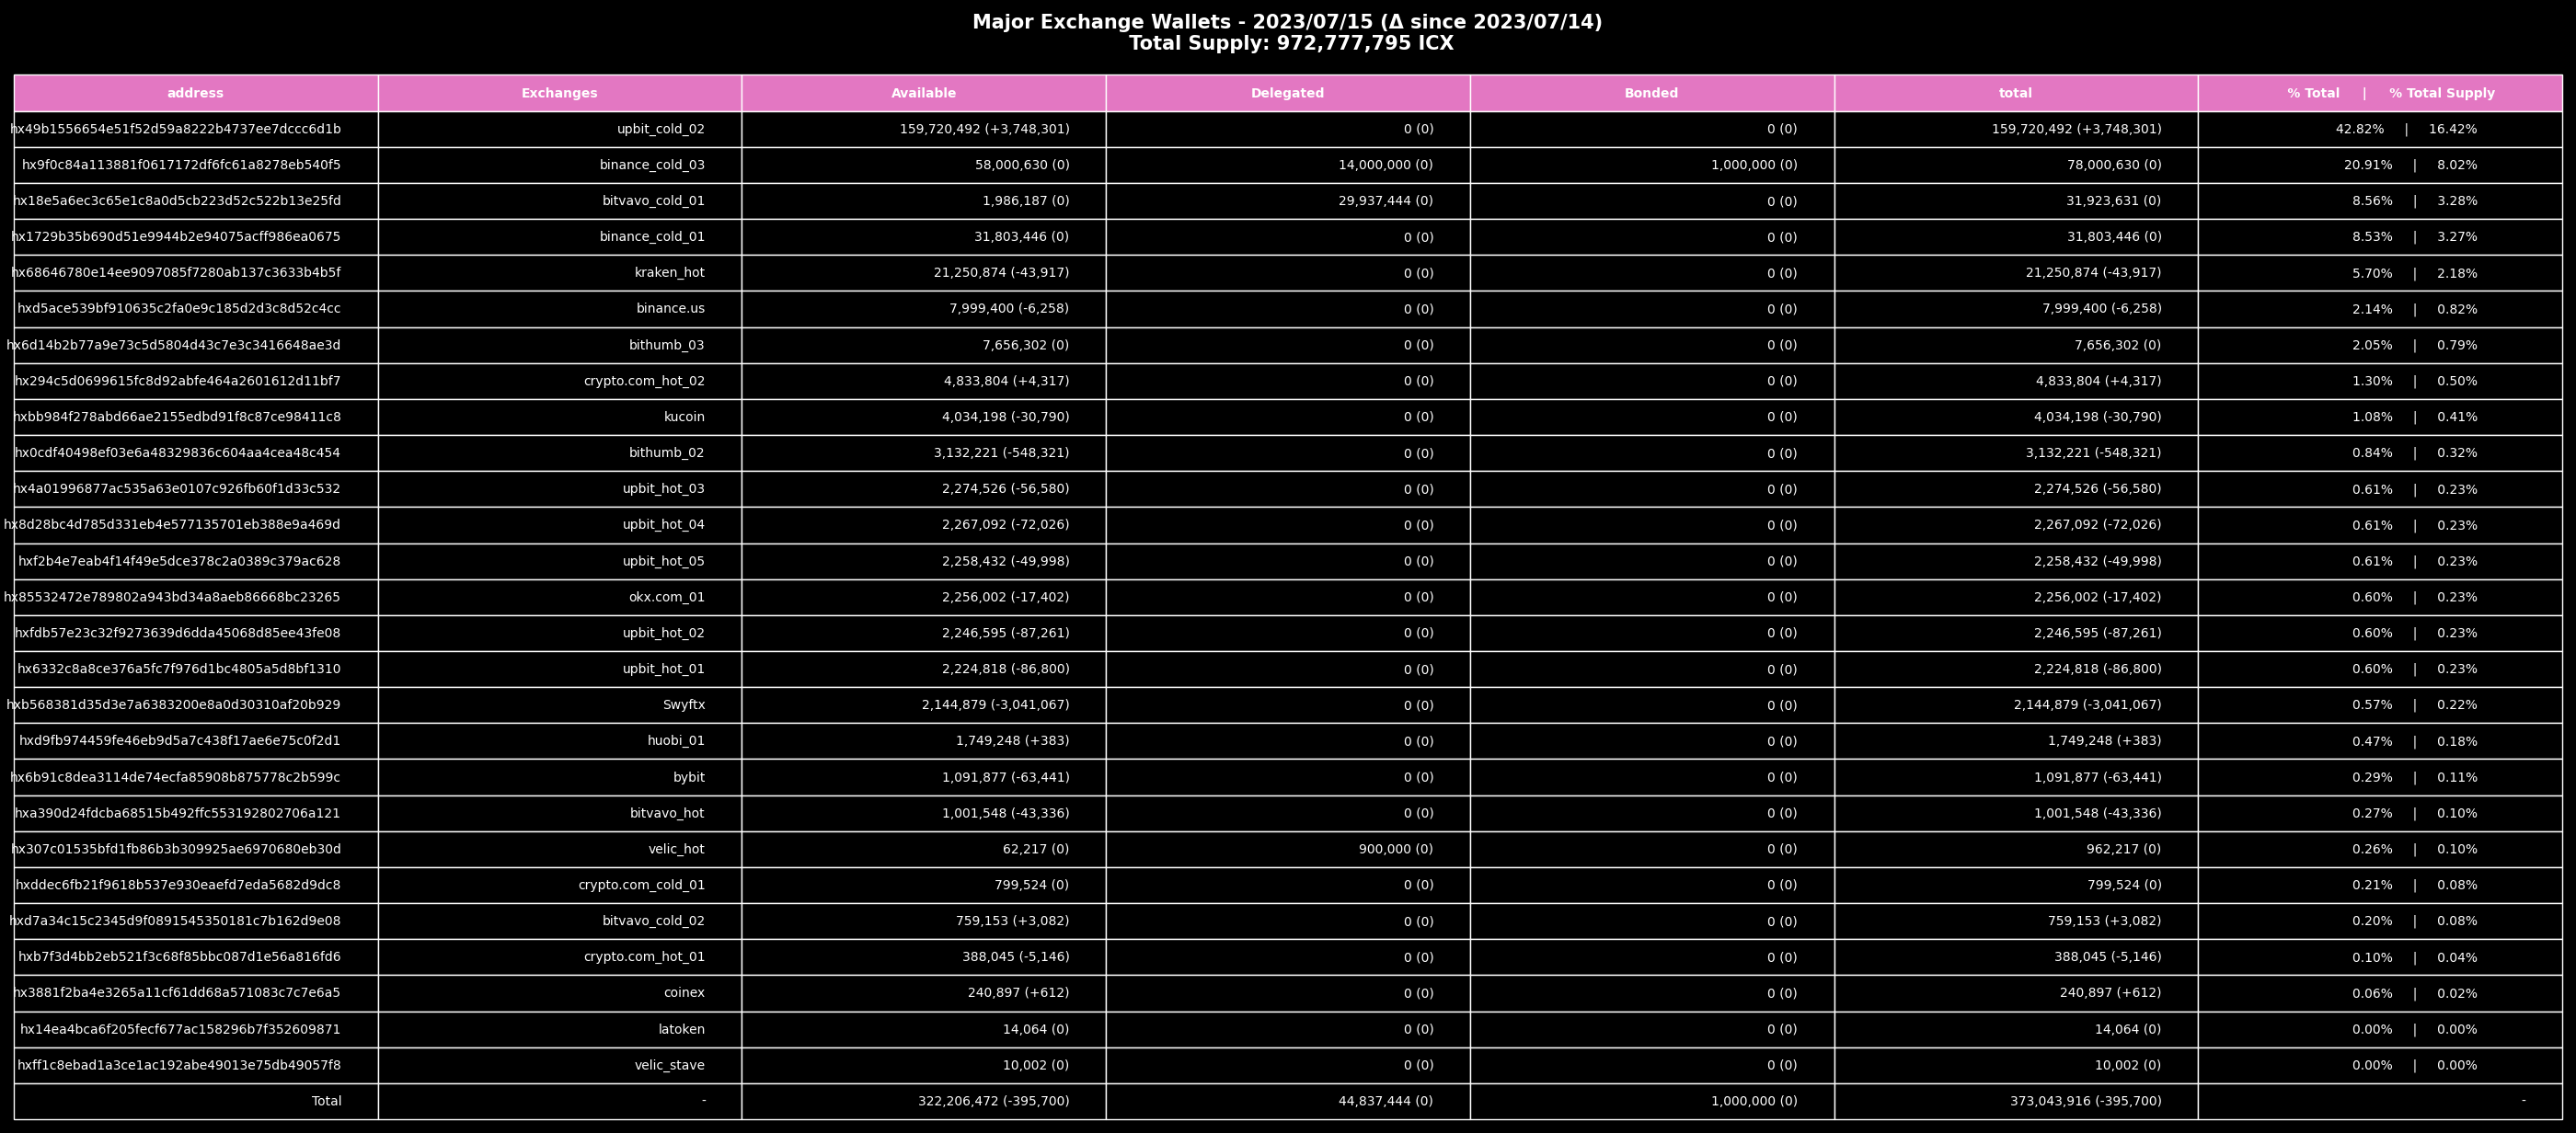 Major Exchange Wallets - 2023/07/15 (Δ since 2023/07/14)
Total Supply: 972,777,795 ICX
address Exchanges Available Delegated Bonded total % Total | % Total Supply
hx49b1556654e51f52d59a8222b4737ee7dccc6d1b upbit_cold_02 159,720,492 (+3,748,301) 0 (0) 0 (0) 159,720,492 (+3,748,301) 42.82% | 16.42%
hx9f0c84a113881f0617172df6fc61a8278eb540f5 binance_cold_03 58,000,630 (0) 14,000,000 (0) 1,000,000 (0) 78,000,630 (0) 20.91% | 8.02%
hx18e5a6ec3c65e1c8a0d5cb223d52c522b13e25fd bitvavo_cold_01 1,986,187 (0) 29,937,444 (0) 0 (0) 31,923,631 (0) 8.56% | 3.28%
hx1729b35b690d51e9944b2e94075acff986ea0675 binance_cold_01 31,803,446 (0) 0 (0) 0 (0) 31,803,446 (0) 8.53% | 3.27%
hx68646780e14ee9097085f7280ab137c3633b4b5f kraken_hot 21,250,874 (-43,917) 0 (0) 0 (0) 21,250,874 (-43,917) 5.70% | 2.18%
hxd5ace539bf910635c2fa0e9c185d2d3c8d52c4cc binance.us 7,999,400 (-6,258) 0 (0) 0 (0) 7,999,400 (-6,258) 2.14% | 0.82%
hx6d14b2b77a9e73c5d5804d43c7e3c3416648ae3d bithumb_03 7,656,302 (0) 0 (0) 0 (0) 7,656,302 (0) 2.05% | 0.79%
hx294c5d0699615fc8d92abfe464a2601612d11bf7 crypto.com_hot_02 4,833,804 (+4,317) 0 (0) 0 (0) 4,833,804 (+4,317) 1.30% | 0.50%
hxbb984f278abd66ae2155edbd91f8c87ce98411c8 kucoin 4,034,198 (-30,790) 0 (0) 0 (0) 4,034,198 (-30,790) 1.08% | 0.41%
hx0cdf40498ef03e6a48329836c604aa4cea48c454 bithumb_02 3,132,221 (-548,321) 0 (0) 0 (0) 3,132,221 (-548,321) 0.84% | 0.32%
hx4a01996877ac535a63e0107c926fb60f1d33c532 upbit_hot_03 2,274,526 (-56,580) 0 (0) 0 (0) 2,274,526 (-56,580) 0.61% | 0.23%
hx8d28bc4d785d331eb4e577135701eb388e9a469d upbit_hot_04 2,267,092 (-72,026) 0 (0) 0 (0) 2,267,092 (-72,026) 0.61% | 0.23%
hxf2b4e7eab4f14f49e5dce378c2a0389c379ac628 upbit_hot_05 2,258,432 (-49,998) 0 (0) 0 (0) 2,258,432 (-49,998) 0.61% | 0.23%
hx85532472e789802a943bd34a8aeb86668bc23265 okx.com_01 2,256,002 (-17,402) 0 (0) 0 (0) 2,256,002 (-17,402) 0.60% | 0.23%
hxfdb57e23c32f9273639d6dda45068d85ee43fe08 upbit_hot_02 2,246,595 (-87,261) 0 (0) 0 (0) 2,246,595 (-87,261) 0.60% | 0.23%
hx6332c8a8ce376a5fc7f976d1bc4805a5d8bf1310 upbit_hot_01 2,224,818 (-86,800) 0 (0) 0 (0) 2,224,818 (-86,800) 0.60% | 0.23%
hxb568381d35d3e7a6383200e8a0d30310af20b929 Swyftx 2,144,879 (-3,041,067) 0 (0) 0 (0) 2,144,879 (-3,041,067) 0.57% | 0.22%
hxd9fb974459fe46eb9d5a7c438f17ae6e75c0f2d1 huobi_01 1,749,248 (+383) 0 (0) 0 (0) 1,749,248 (+383) 0.47% | 0.18%
hx6b91c8dea3114de74ecfa85908b875778c2b599c bybit 1,091,877 (-63,441) 0 (0) 0 (0) 1,091,877 (-63,441) 0.29% | 0.11%
hxa390d24fdcba68515b492ffc553192802706a121 bitvavo_hot 1,001,548 (-43,336) 0 (0) 0 (0) 1,001,548 (-43,336) 0.27% | 0.10%
hx307c01535bfd1fb86b3b309925ae6970680eb30d velic_hot 62,217 (0) 900,000 (0) 0 (0) 962,217 (0) 0.26% | 0.10%
hxddec6fb21f9618b537e930eaefd7eda5682d9dc8 crypto.com_cold_01 799,524 (0) 0 (0) 0 (0) 799,524 (0) 0.21% | 0.08%
hxd7a34c15c2345d9f0891545350181c7b162d9e08 bitvavo_cold_02 759,153 (+3,082) 0 (0) 0 (0) 759,153 (+3,082) 0.20% | 0.08%
hxb7f3d4bb2eb521f3c68f85bbc087d1e56a816fd6 crypto.com_hot_01 388,045 (-5,146) 0 (0) 0 (0) 388,045 (-5,146) 0.10% | 0.04%
hx3881f2ba4e3265a11cf61dd68a571083c7c7e6a5 coinex 240,897 (+612) 0 (0) 0 (0) 240,897 (+612) 0.06% | 0.02%
hx14ea4bca6f205fecf677ac158296b7f352609871 latoken 14,064 (0) 0 (0) 0 (0) 14,064 (0) 0.00% | 0.00%
hxff1c8ebad1a3ce1ac192abe49013e75db49057f8 velic_stave 10,002 (0) 0 (0) 0 (0) 10,002 (0) 0.00% | 0.00%
Total - 322,206,472 (-395,700) 44,837,444 (0) 1,000,000 (0) 373,043,916 (-395,700) -